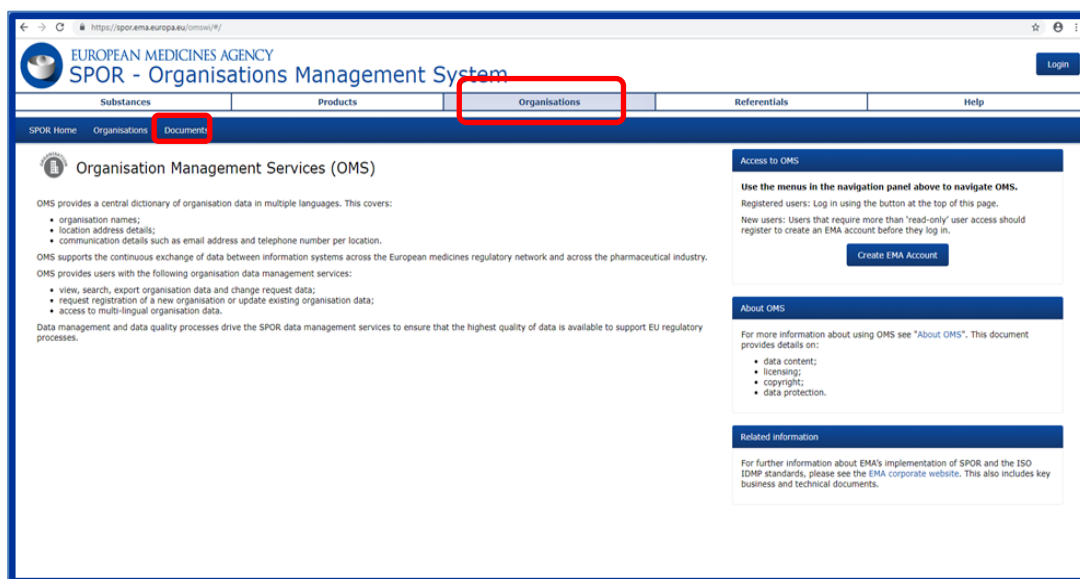 https://spor.ema.europa.eu/omswi/#/
EUROPEAN MEDICINES AGENCY
SPOR - Organisations Management System
Login
Substances Products Organisations Referentials Help
SPOR Home Organisations Documents
Organisation Management Services (OMS)
OMS provides a central dictionary of organisation data in multiple languages. This covers:
• organisation names;
• location address details;
• communication details such as email address and telephone number per location.
OMS supports the continuous exchange of data between information systems across the European medicines regulatory network and across the pharmaceutical industry.
OMS provides users with the following organisation data management services:
• view, search, export organisation data and change request data;
• request registration of a new organisation or update existing organisation data;
• access to multi-lingual organisation data.
Data management and data quality processes drive the SPOR data management services to ensure that the highest quality of data is available to support EU regulatory
processes.
Access to OMS
Use the menus in the navigation panel above to navigate OMS.
Registered users: Log in using the button at the top of this page.
New users: Users that require more than 'read-only' user access should
register to create an EMA account before they log in.
Create EMA Account
About OMS
For more information about using OMS see "About OMS". This document
provides details on:
• data content;
• licensing;
• copyright;
• data protection.
Related information
For further information about EMA's implementation of SPOR and the ISO
IDMP standards, please see the EMA corporate website. This also includes key
business and technical documents.